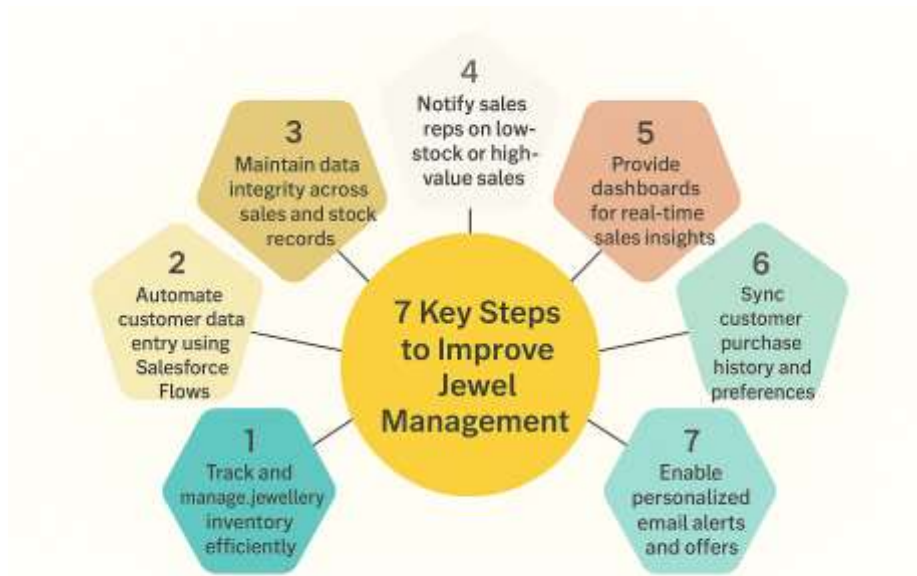 7 Key Steps
to Improve
Jewel
Management
1
Track and
manage.jewellery
inventory
efficiently
2
Automate
customer data
entry using
Salesforce
Flows
3
Maintain data
integrity across
sales and stock
records
4
Notify sales
reps on low-
stock or high-
value sales
5
Provide
dashboards
for real-time
sales insights
6
Sync
customer
purchase
history and
preferences
7
Enable
personalized
email alerts
and offers